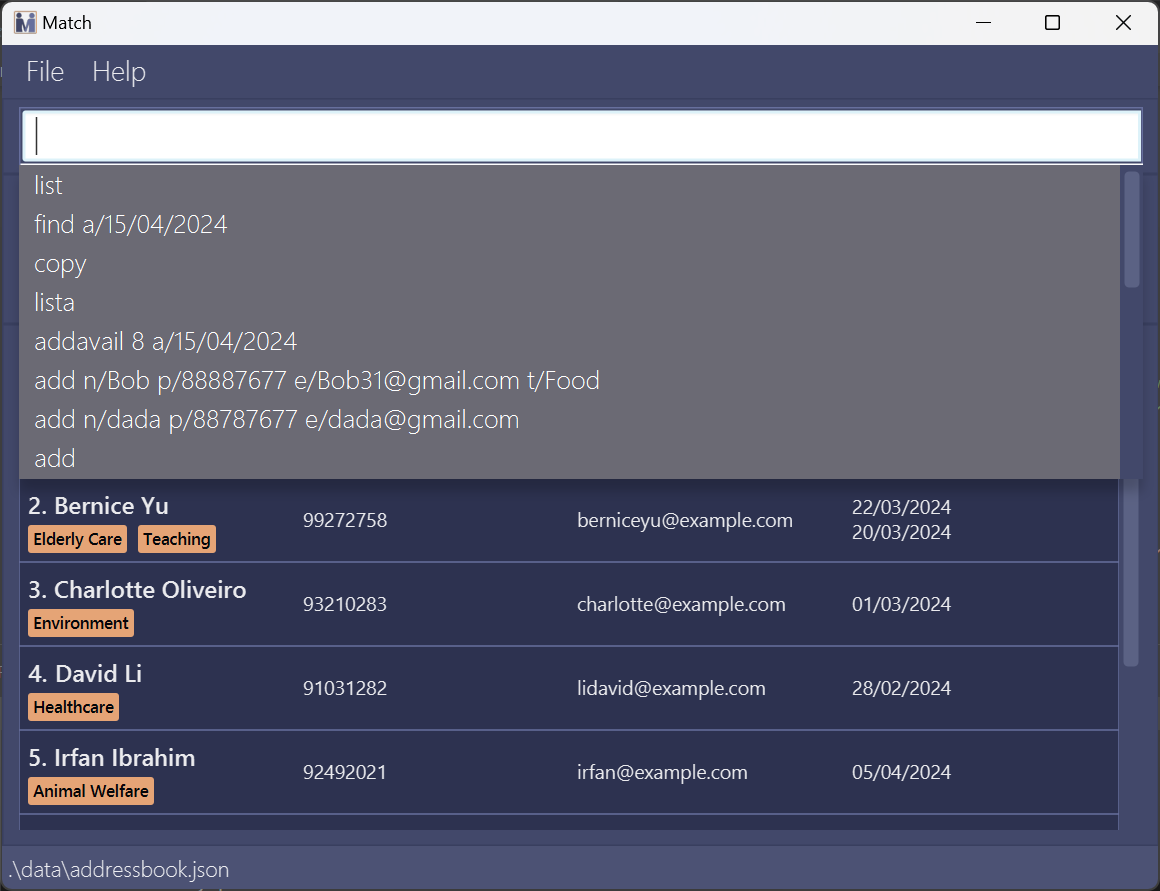 Match
File Help
list
find a/15/04/2024
copy
lista
addavail 8 a/15/04/2024
add n/Bob p/88887677 e/Bob31@gmail.com t/Food
add n/dada p/88787677 e/dada@gmail.com
add
2. Bernice Yu
Elderly Care Teaching
99272758
berniceyu@example.com
22/03/2024
20/03/2024
3. Charlotte Oliveiro
Environment
93210283
charlotte@example.com
01/03/2024
4. David Li
Healthcare
91031282
lidavid@example.com
28/02/2024
5. Irfan Ibrahim
Animal Welfare
92492021
irfan@example.com
05/04/2024
.\data\addressbook.json